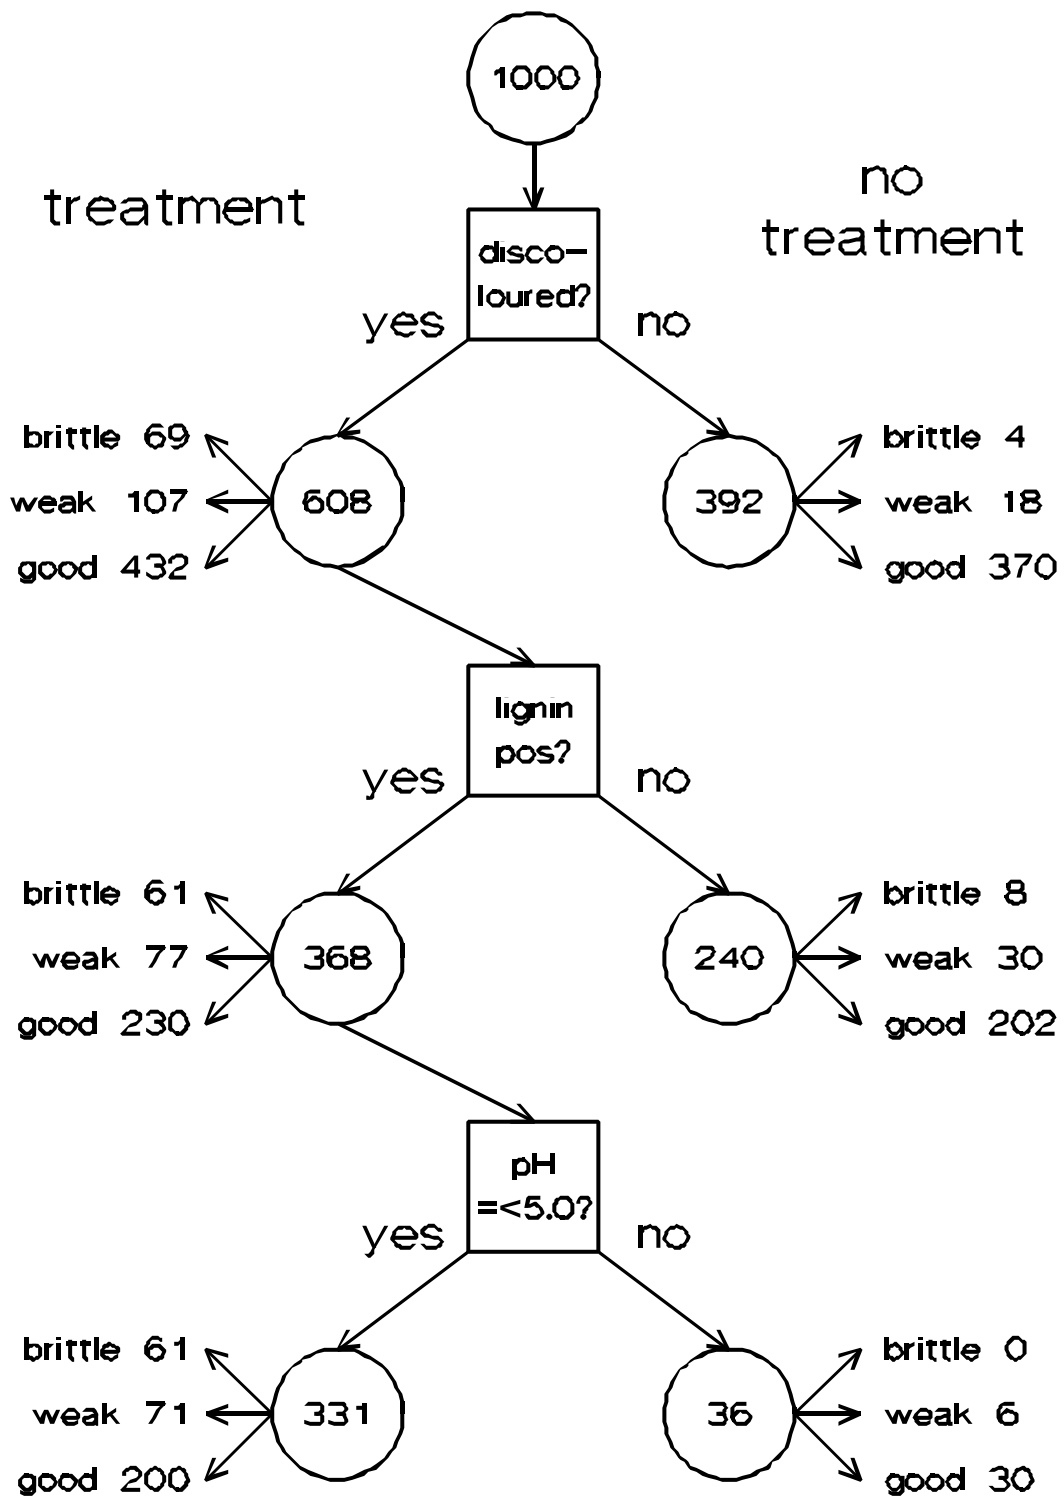 1000
treatment
no
treatment
disco-
loured?
yes
no
brittle 69
weak 107
good 432
608
392
brittle 4
weak 18
good 370
lignin
pos?
yes
no
brittle 61
weak 77
good 230
368
240
brittle 8
weak 30
good 202
pH
=<5.0?
yes
no
brittle 61
weak 71
good 200
331
36
brittle 0
weak 6
good 30